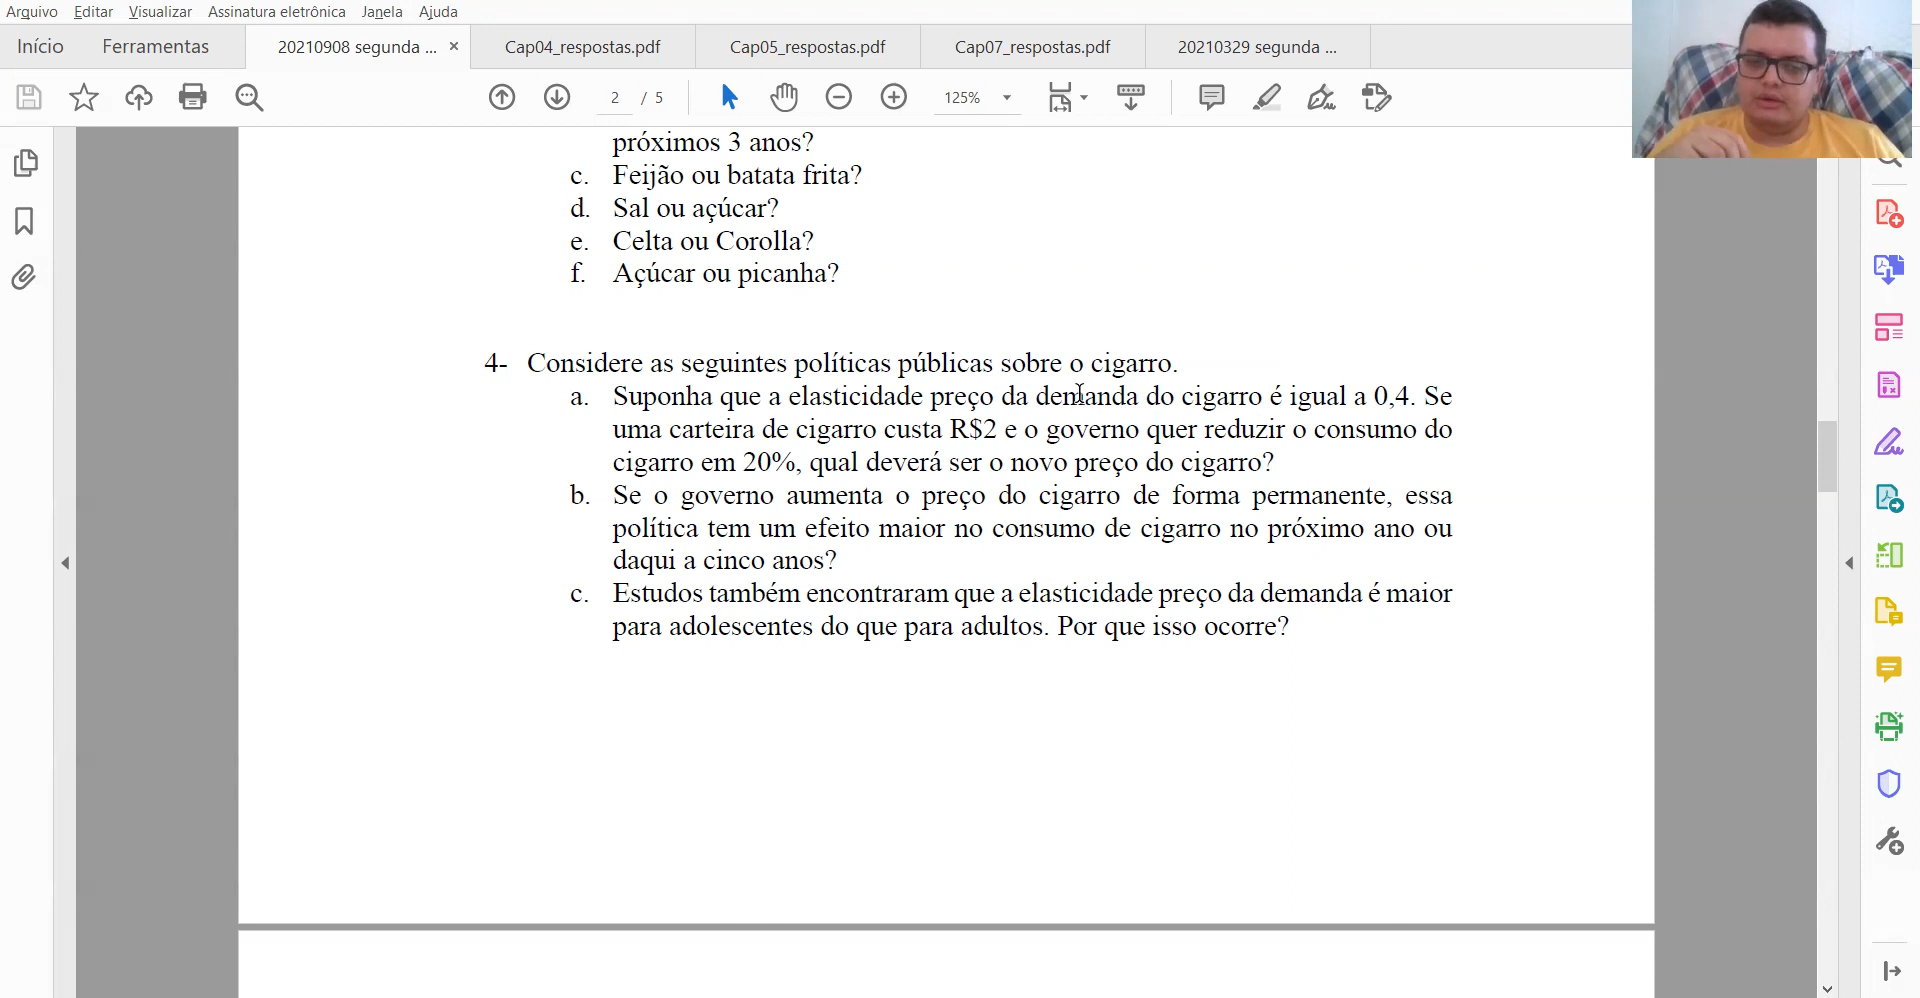 Arquivo Editar Visualizar Assinatura eletrônica Janela Ajuda
Início Ferramentas 20210908 segunda ... × Cap04_respostas.pdf Cap05_respostas.pdf Cap07_respostas.pdf 20210329 segunda ...
2 / 5 125%
próximos 3 anos?
c. Feijão ou batata frita?
d. Sal ou açúcar?
e. Celta ou Corolla?
f. Açúcar ou picanha?
4- Considere as seguintes políticas públicas sobre o cigarro.
a. Suponha que a elasticidade preço da demanda do cigarro é igual a 0,4. Se
uma carteira de cigarro custa R$2 e o governo quer reduzir o consumo do
cigarro em 20%, qual deverá ser o novo preço do cigarro?
b. Se o governo aumenta o preço do cigarro de forma permanente, essa
política tem um efeito maior no consumo de cigarro no próximo ano ou
daqui a cinco anos?
c. Estudos também encontraram que a elasticidade preço da demanda é maior
para adolescentes do que para adultos. Por que isso ocorre?